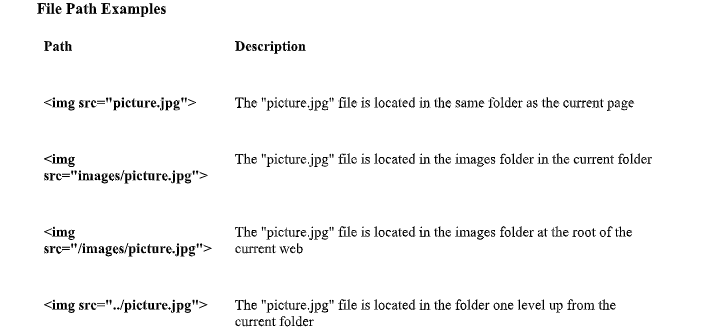 File Path Examples
Path Description
<img src="picture.jpg"> The "picture.jpg" file is located in the same folder as the current page
<img The "picture.jpg" file is located in the images folder in the current folder
src="images/picture.jpg">
<img The "picture.jpg" file is located in the images folder at the root of the
src="/images/picture.jpg"> current web
<img src="../picture.jpg"> The "picture.jpg" file is located in the folder one level up from the
current folder